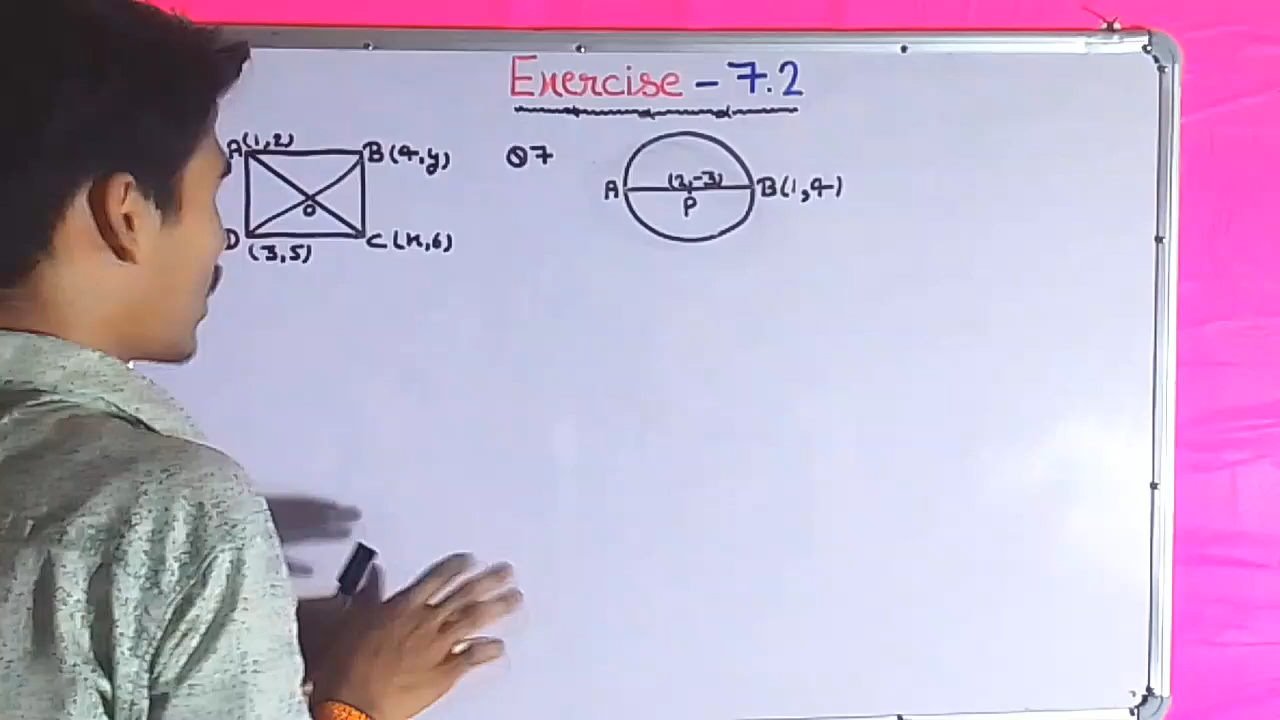 Exercise - 7.2
A(1,2) B(4,y)
O
D (3,5) C(x,6)
Q7
A (2,-3) B(1,4)
P